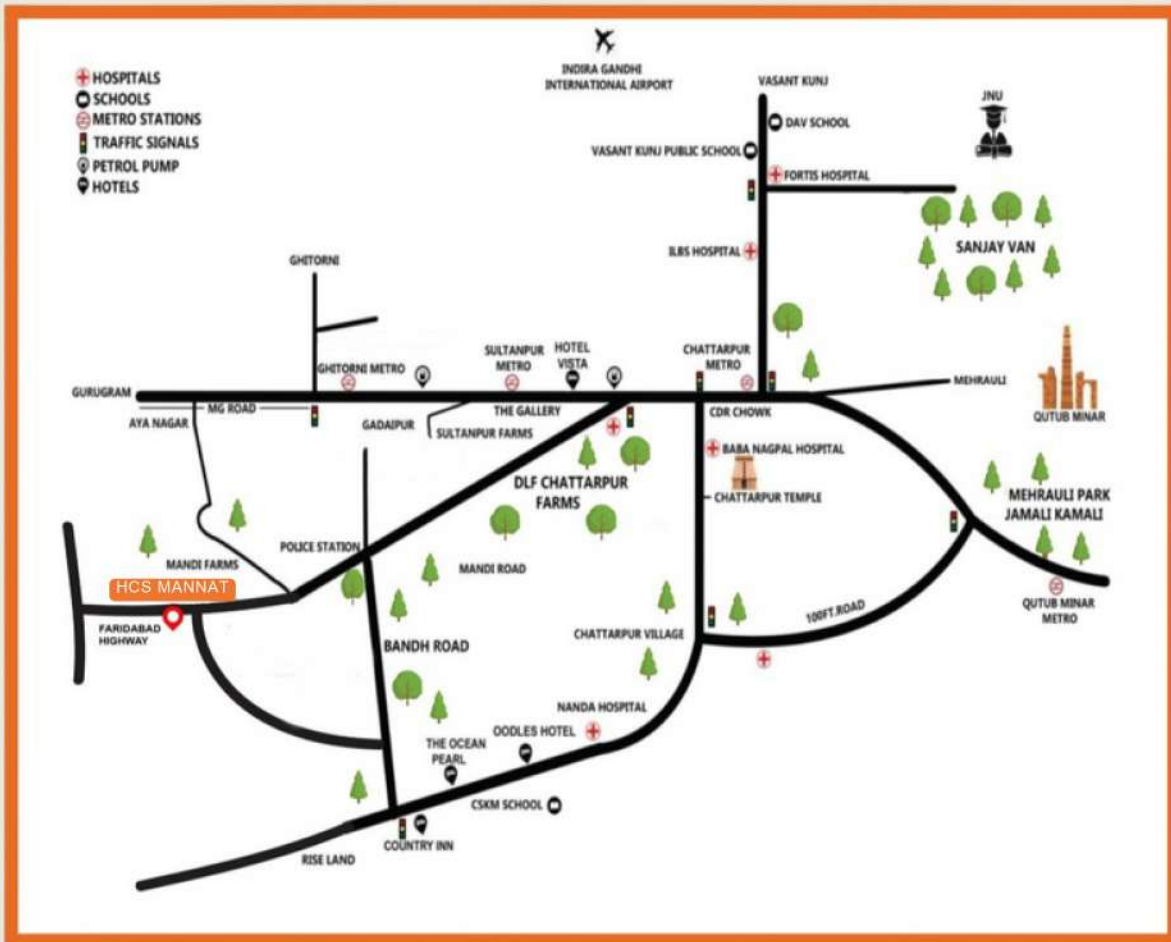 INDIRA GANDHI
INTERNATIONAL AIRPORT
HOSPITALS
SCHOOLS
METRO STATIONS
TRAFFIC SIGNALS
PETROL PUMP
HOTELS
VASANT KUNJ
JNU
DAV SCHOOL
VASANT KUNJ PUBLIC SCHOOL
FORTIS HOSPITAL
ILBS HOSPITAL
SANJAY VAN
GHITORNI
GHITORNI METRO
SULTANPUR
METRO
HOTEL
VISTA
CHATTARPUR
METRO
MEHRAULI
QUTUB MINAR
GURUGRAM
MG ROAD
AYA NAGAR
GADAIPUR
SULTANPUR FARMS
THE GALLERY
CDR CHOWK
BABA NAGPAL HOSPITAL
DLF CHATTARPUR
FARMS
CHATTARPUR TEMPLE
MEHRAULI PARK
JAMALI KAMALI
POLICE STATION
MANDI FARMS
MANDI ROAD
HCS MANNAT
FARIDABAD
HIGHWAY
QUTUB MINAR
METRO
100FT.ROAD
CHATTARPUR VILLAGE
BANDH ROAD
NANDA HOSPITAL
OODLES HOTEL
THE OCEAN
PEARL
CSKM SCHOOL
COUNTRY INN
RISE LAND